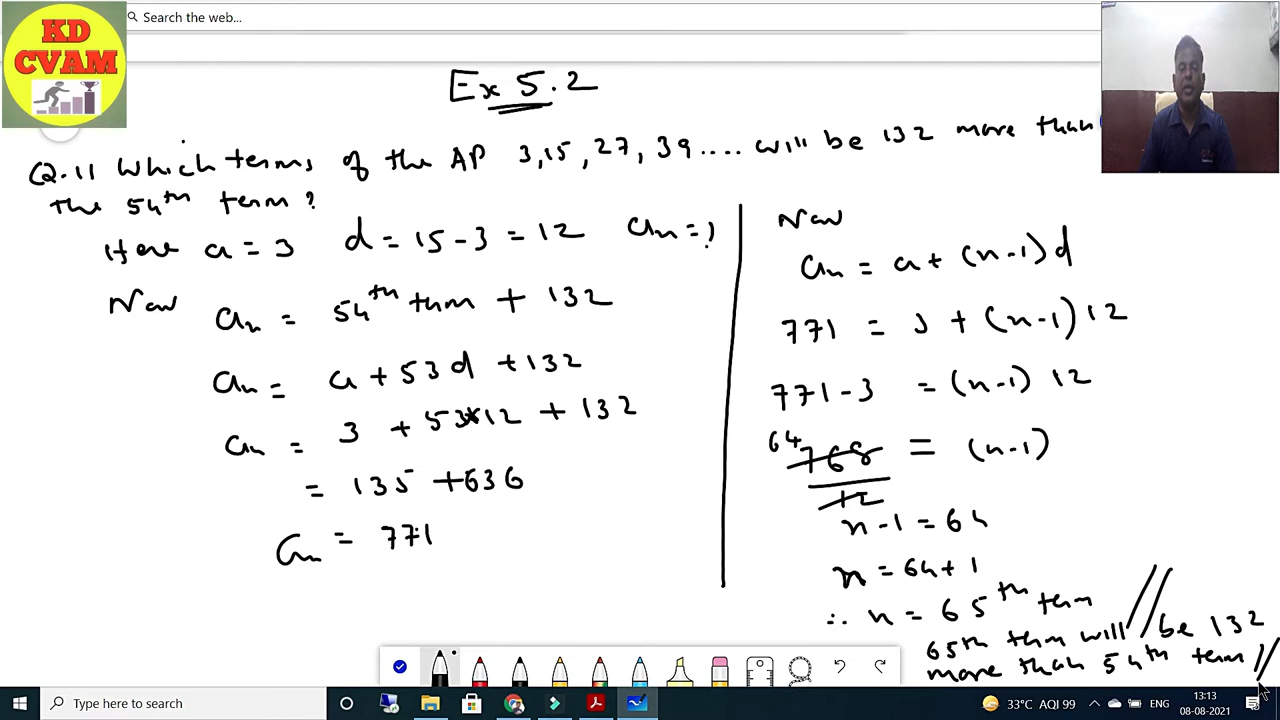 Search the web...
KD
CVAM
Ex 5.2
Q.11 Which terms of the AP 3, 15, 27, 39 .... will be 132 more than
the 54th term?
Here a = 3 d = 15 - 3 = 12 an = ?
Now an = 54th term + 132
an = a + 53d + 132
an = 3 + 53*12 + 132
= 135 + 636
an = 771
Now
an = a + (n-1)d
771 = 3 + (n-1)12
771 - 3 = (n-1) 12
64
768 = (n-1)
12
n - 1 = 64
n = 64 + 1
∴ n = 65th term
65th term will be 132
more than 54th term //
Type here to search
33°C AQI 99
ENG
13:13
08-08-2021